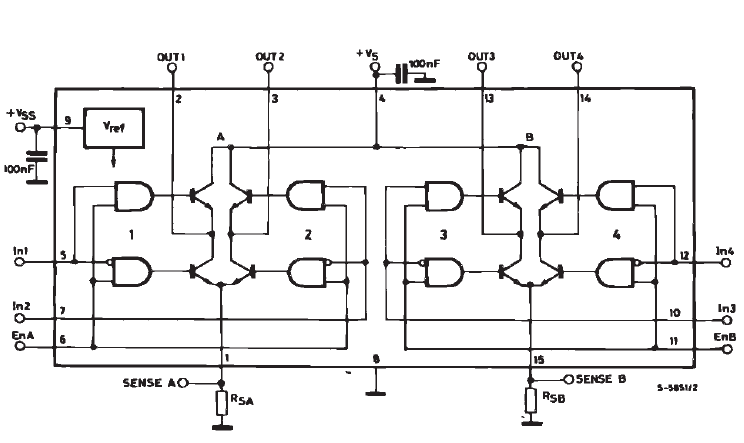 OUT1 OUT2 +VS 100nF OUT3 OUT4
2 3 4 13 14
+VSS 9 Vref A B
100nF
1 2 3 4
In1 5 12 In4
In2 7 10 In3
EnA 6 11 EnB
1 8 15
SENSE A SENSE B S-5851/2
RSA RSB